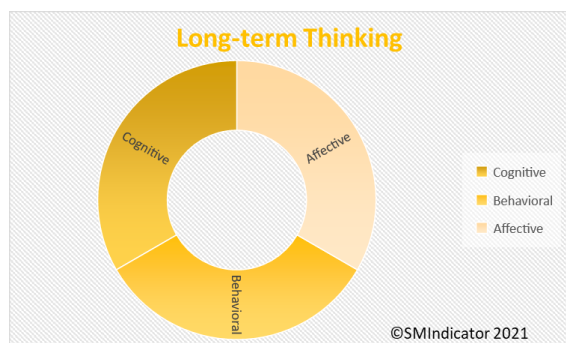 Long-term Thinking
Cognitive
Affective
Behavioral
Cognitive
Behavioral
Affective
©SMIndicator 2021